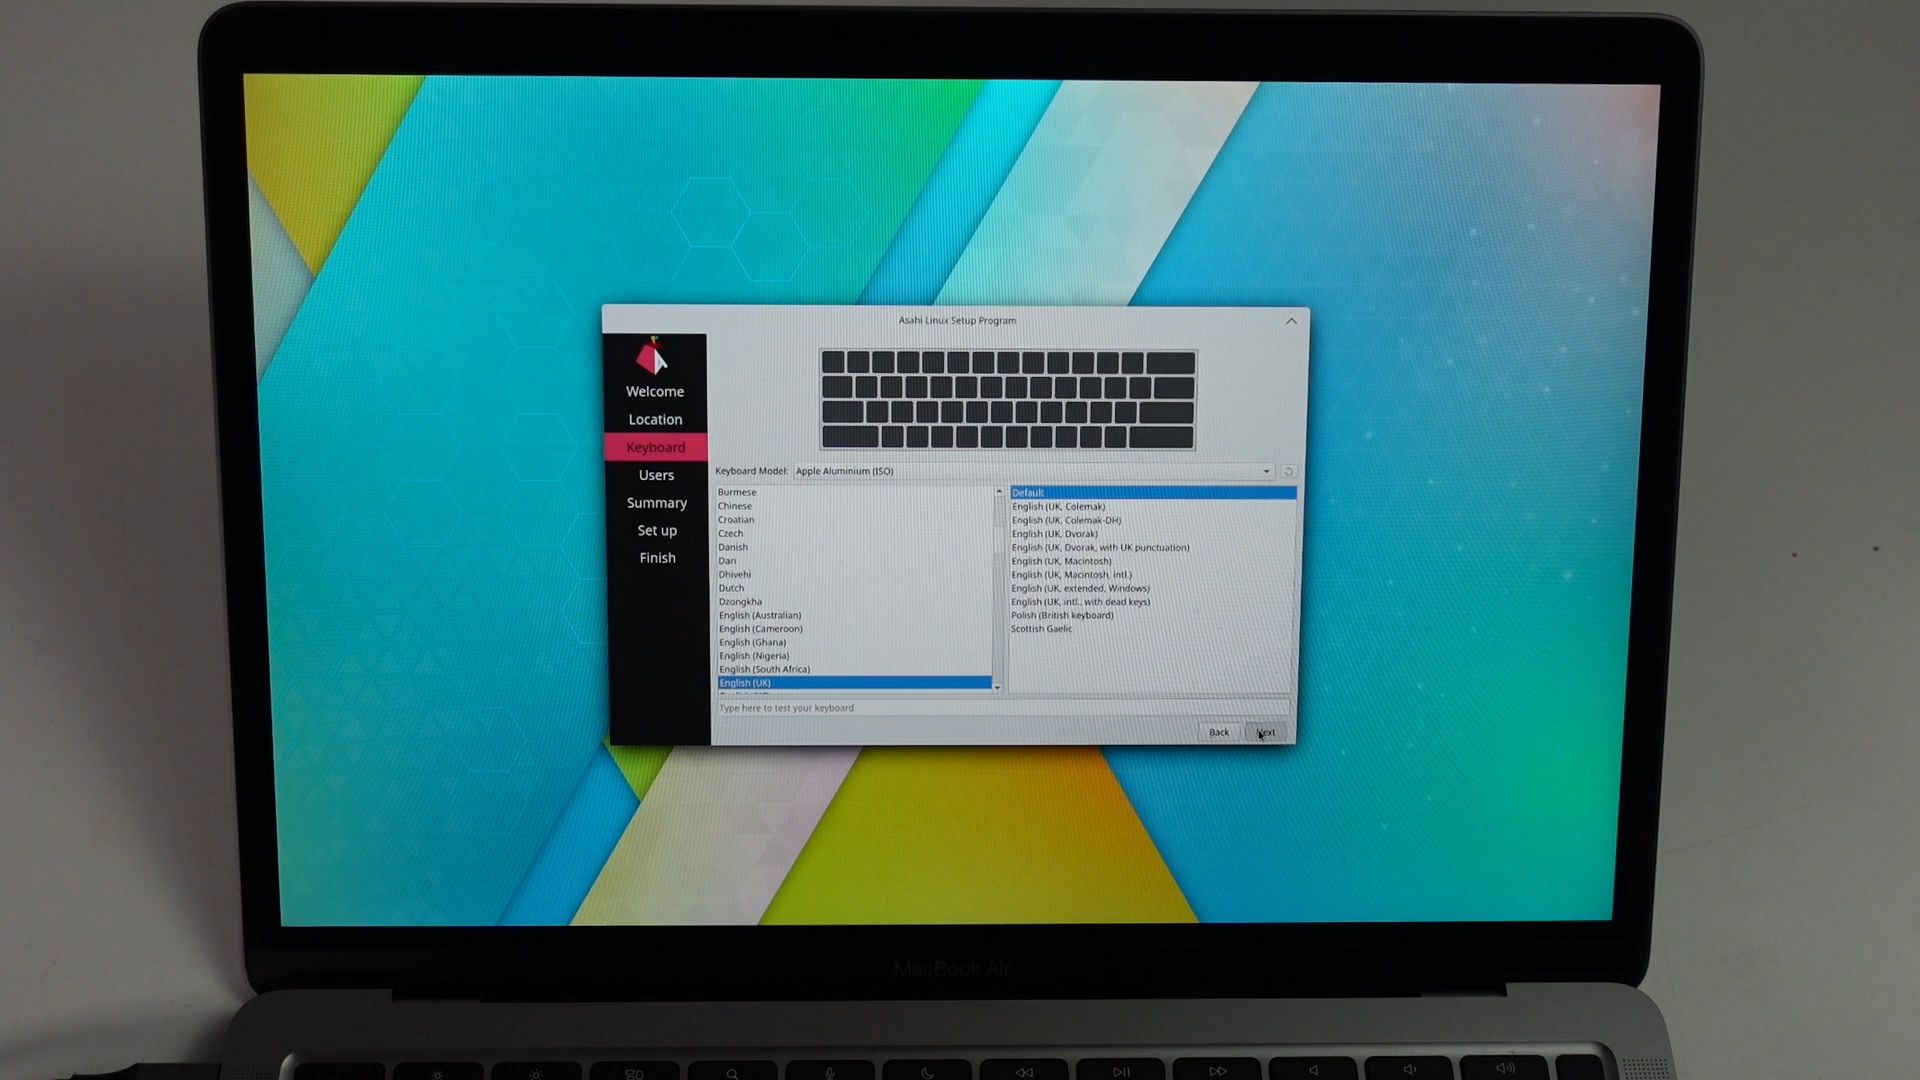 Asahi Linux Setup Program
Welcome
Location
Keyboard
Users
Summary
Set up
Finish
Keyboard Model: Apple Aluminium (ISO)
Burmese
Chinese
Croatian
Czech
Danish
Dari
Dhivehi
Dutch
Dzongkha
English (Australian)
English (Cameroon)
English (Ghana)
English (Nigeria)
English (South Africa)
English (UK)
Default
English (UK, Colemak)
English (UK, Colemak-DH)
English (UK, Dvorak)
English (UK, Dvorak, with UK punctuation)
English (UK, Macintosh)
English (UK, Macintosh, intl.)
English (UK, extended, Windows)
English (UK, intl., with dead keys)
Polish (British keyboard)
Scottish Gaelic
Type here to test your keyboard
Back Next
MacBook Air